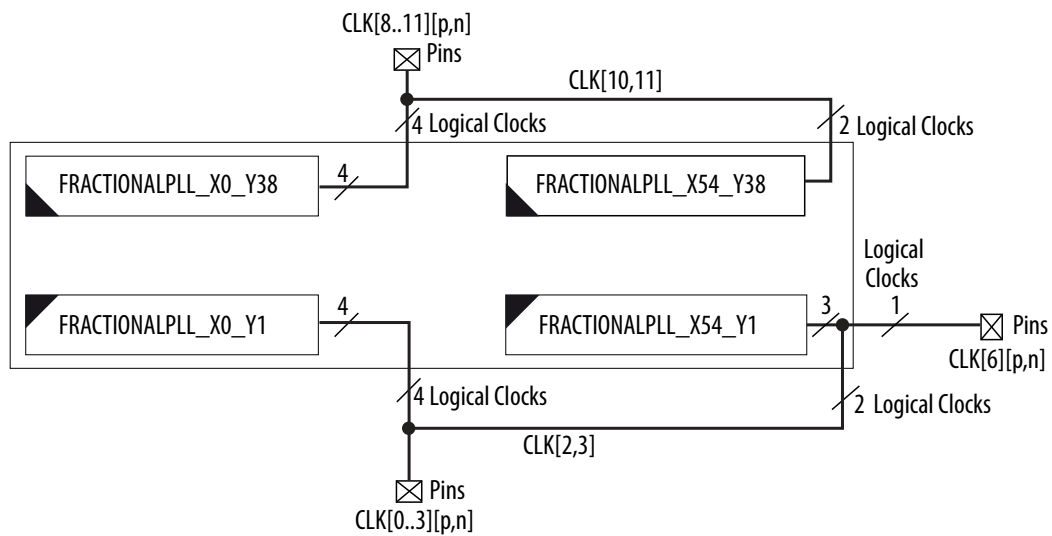 CLK[8..11][p,n]
Pins
CLK[10,11]
4 Logical Clocks
2 Logical Clocks
FRACTIONALPLL_X0_Y38
4
FRACTIONALPLL_X54_Y38
Logical
Clocks
FRACTIONALPLL_X0_Y1
4
FRACTIONALPLL_X54_Y1
3
1
Pins
CLK[6][p,n]
4 Logical Clocks
2 Logical Clocks
CLK[2,3]
Pins
CLK[0..3][p,n]